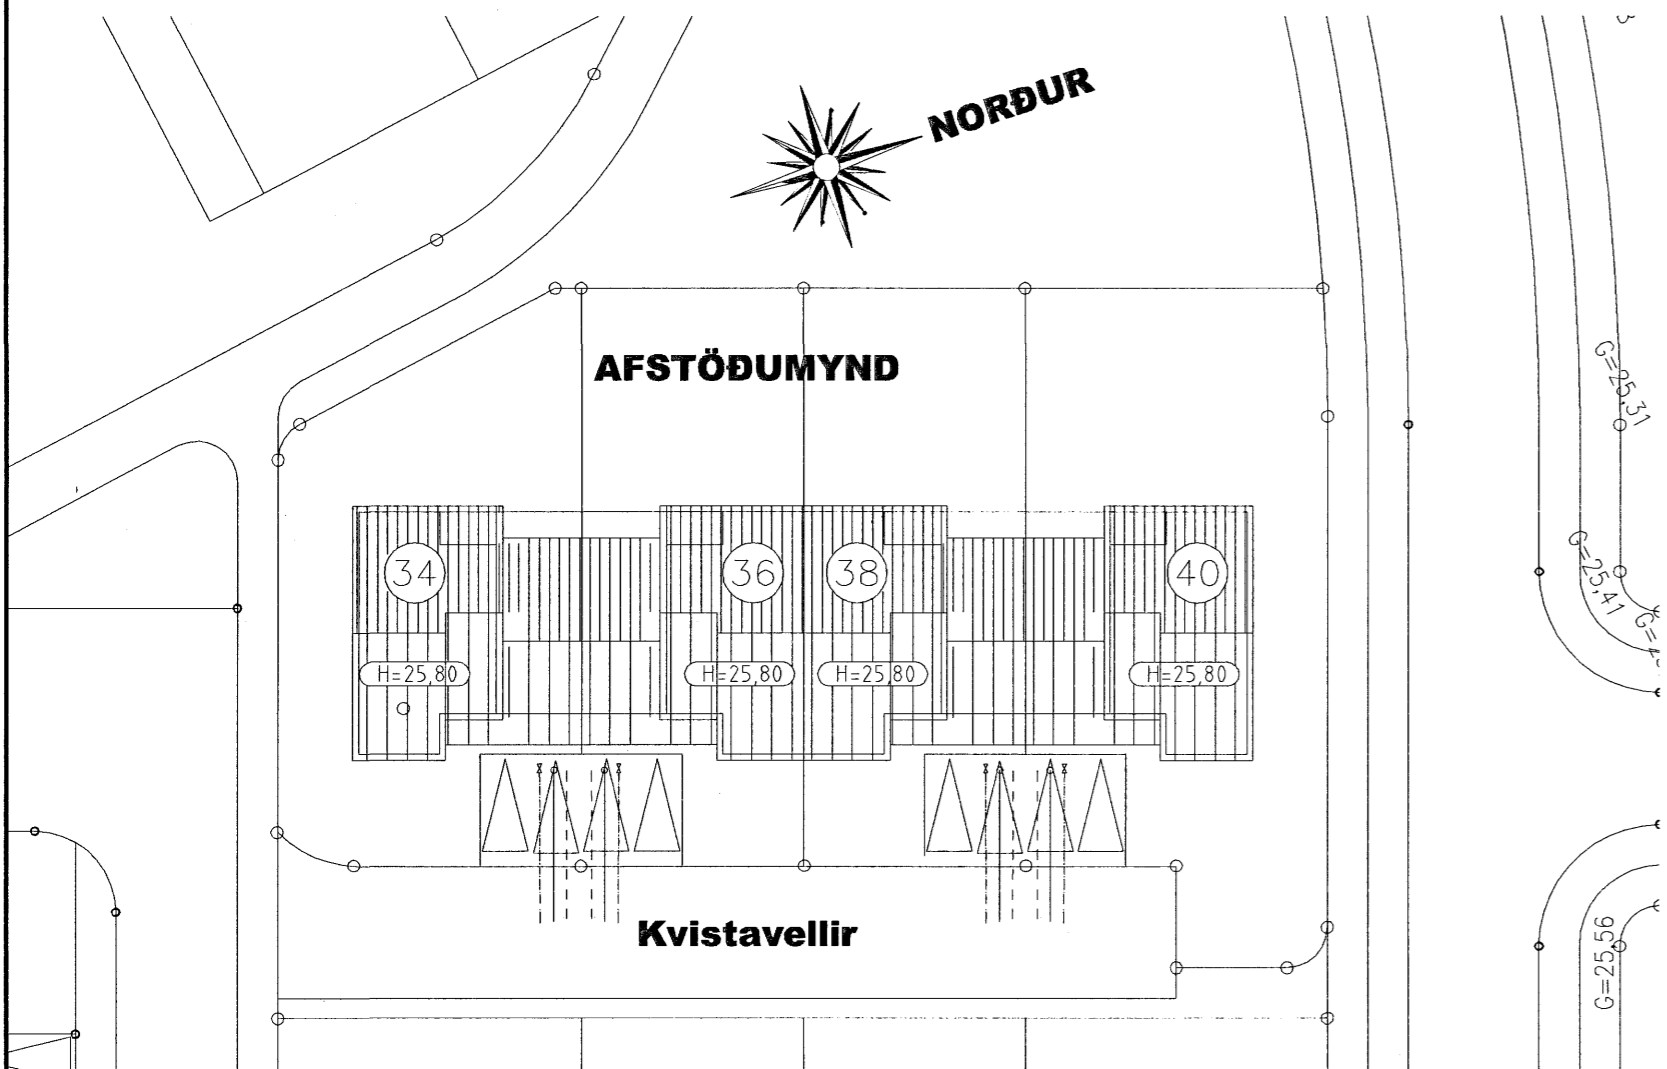 NORÐUR
AFSTÖÐUMYND
G=25,31
34
36
38
40
G=25,41
H=25,80
H=25,80
H=25,80
H=25,80
Kvistavellir
G=25,56